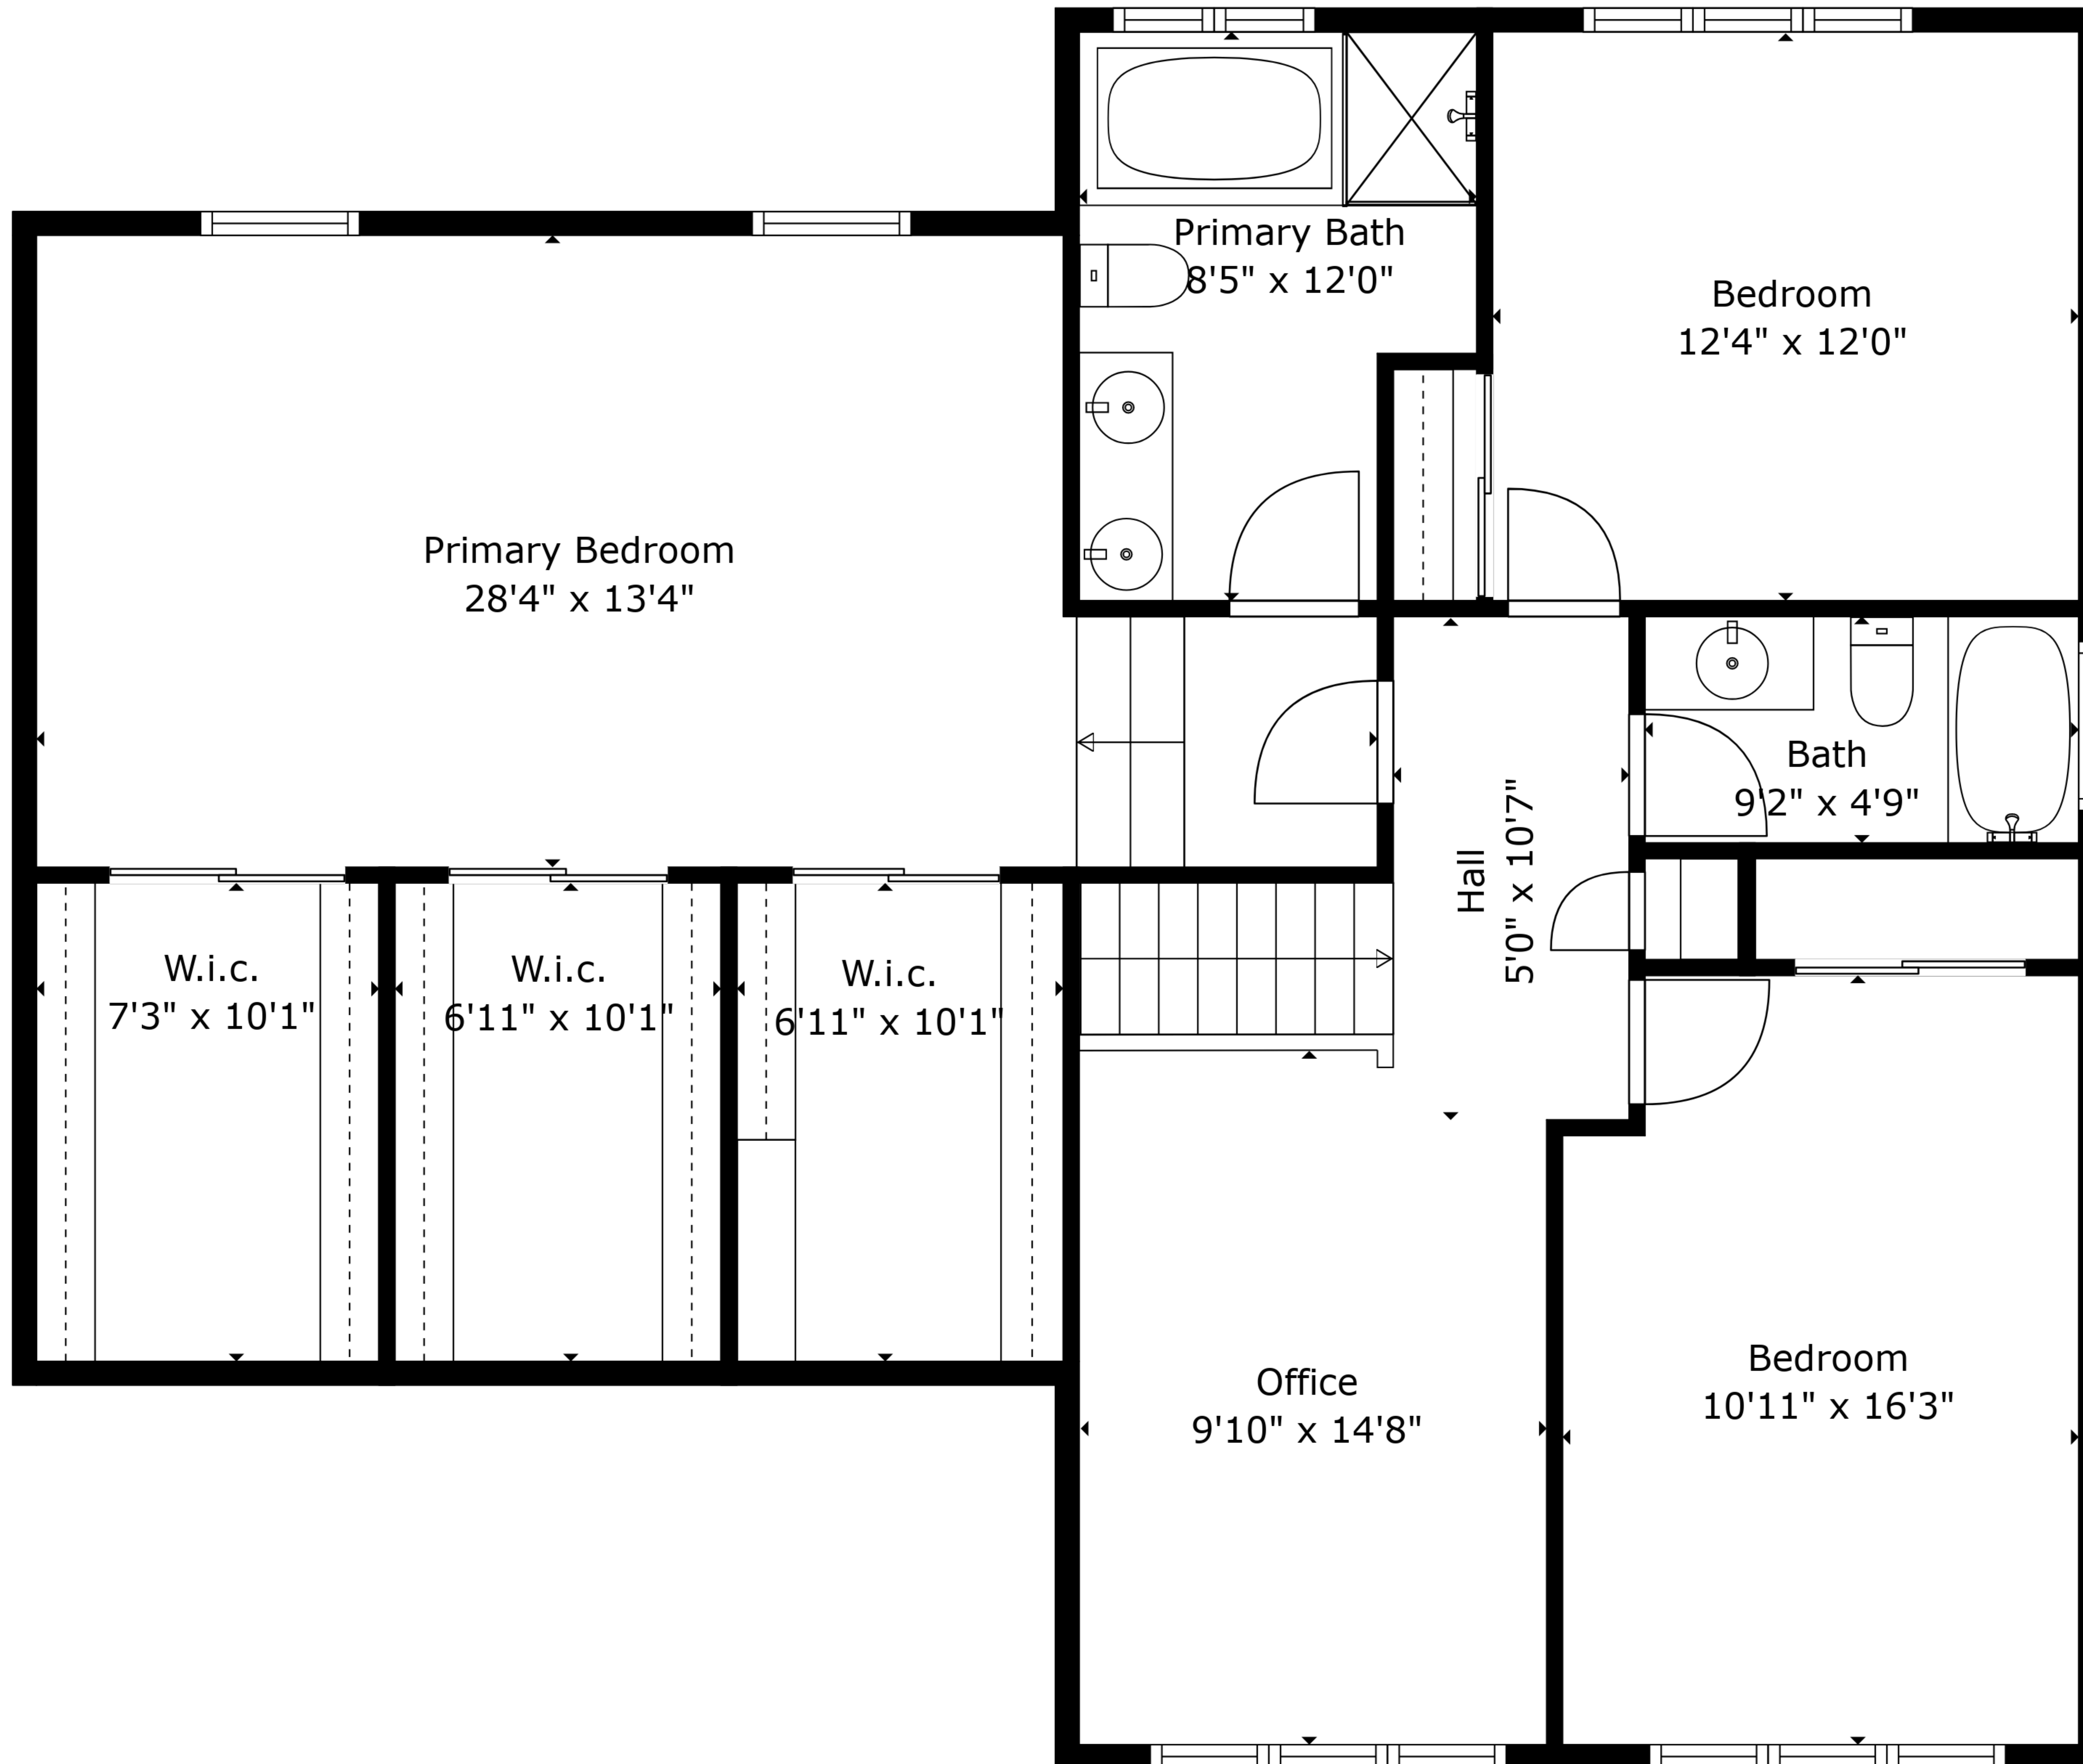 Primary Bath
8'5" x 12'0"
Bedroom
12'4" x 12'0"
Primary Bedroom
28'4" x 13'4"
Bath
9'2" x 4'9"
Hall
5'0" x 10'7"
W.i.c.
7'3" x 10'1"
W.i.c.
6'11" x 10'1"
W.i.c.
6'11" x 10'1"
Office
9'10" x 14'8"
Bedroom
10'11" x 16'3"